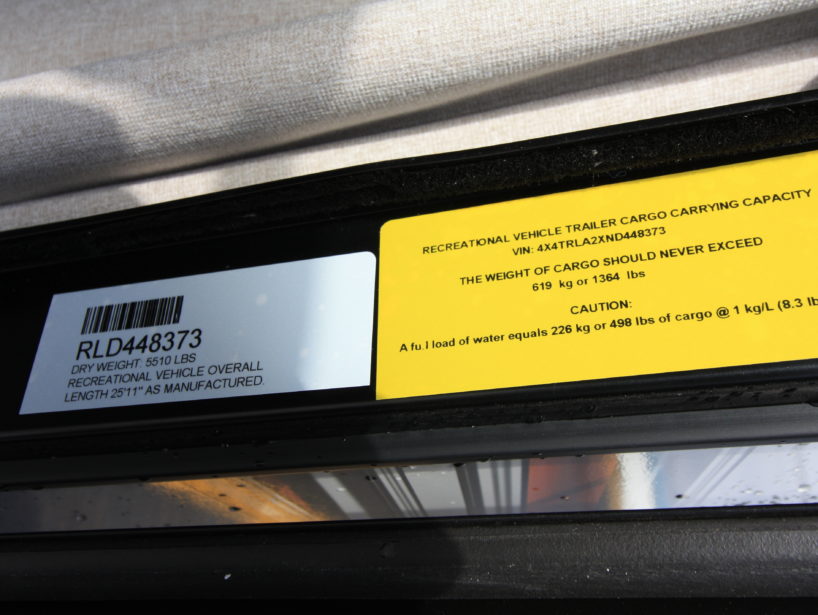 RLD448373
DRY WEIGHT: 5510 LBS
RECREATIONAL VEHICLE OVERALL
LENGTH 25'11" AS MANUFACTURED.
RECREATIONAL VEHICLE TRAILER CARGO CARRYING CAPACITY
VIN: 4X4TRLA2XND448373
THE WEIGHT OF CARGO SHOULD NEVER EXCEED
619 kg or 1364 lbs
CAUTION:
A full load of water equals 226 kg or 498 lbs of cargo @ 1 kg/L (8.3 lb